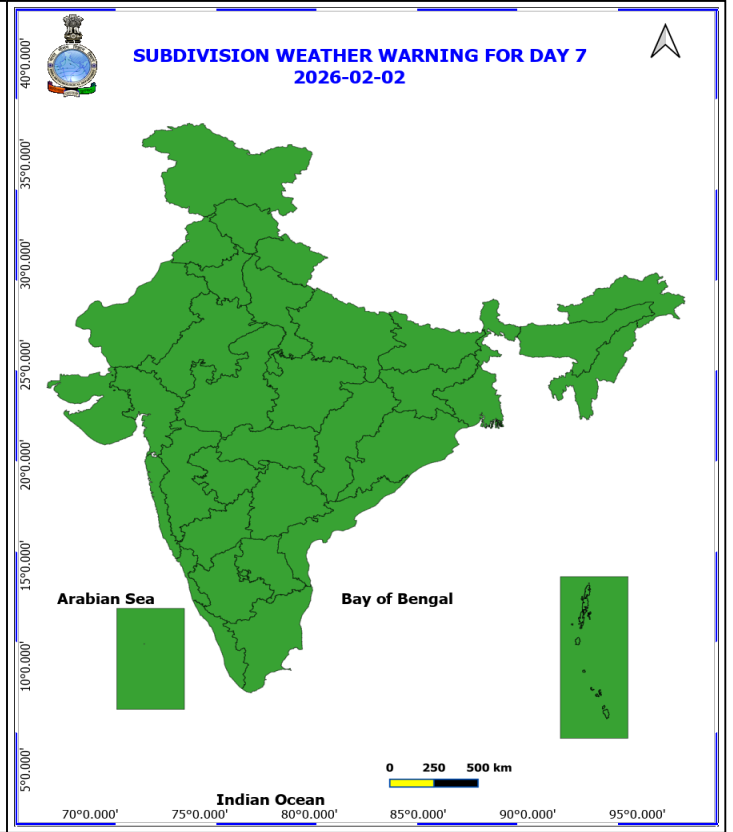 SUBDIVISION WEATHER WARNING FOR DAY 7
2026-02-02
40°0.000'
35°0.000'
30°0.000'
25°0.000'
20°0.000'
15°0.000'
10°0.000'
5°0.000'
Arabian Sea
Bay of Bengal
0 250 500 km
Indian Ocean
70°0.000' 75°0.000' 80°0.000' 85°0.000' 90°0.000' 95°0.000'